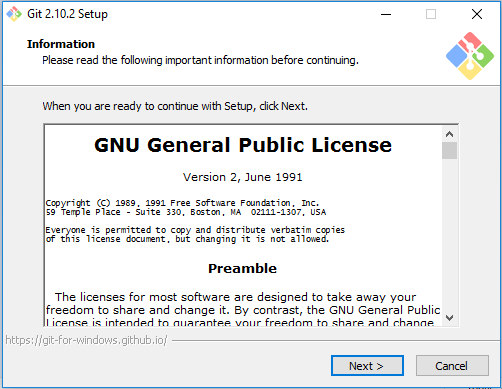 Git 2.10.2 Setup
Information
Please read the following important information before continuing.
When you are ready to continue with Setup, click Next.
GNU General Public License
Version 2, June 1991
Copyright (C) 1989, 1991 Free Software Foundation, Inc.
59 Temple Place - Suite 330, Boston, MA  02111-1307, USA
Everyone is permitted to copy and distribute verbatim copies
of this license document, but changing it is not allowed.
Preamble
The licenses for most software are designed to take away your
freedom to share and change it. By contrast, the GNU General Public
License is intended to guarantee your freedom to share and change
https://git-for-windows.github.io/
Next >
Cancel